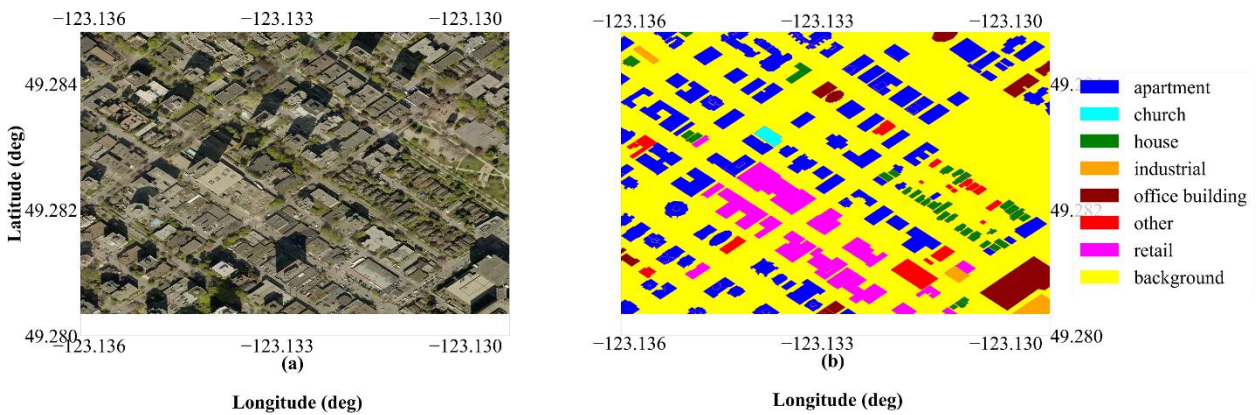 −123.136 −123.133 −123.130
49.284
49.282
49.280
Latitude (deg)
−123.136 −123.133 −123.130
(a)
Longitude (deg)
−123.136 −123.133 −123.130
49.282
49.280
−123.136 −123.133 −123.130
(b)
Longitude (deg)
apartment
church
house
industrial
office building
other
retail
background